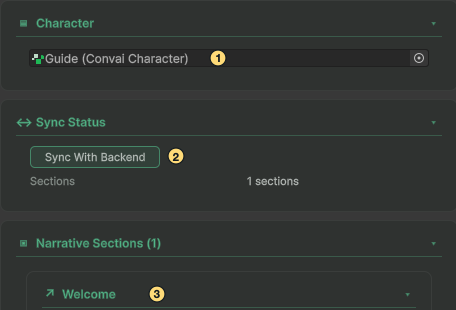 Character
Guide (Convai Character) 1
Sync Status
Sync With Backend 2
Sections 1 sections
Narrative Sections (1)
Welcome 3